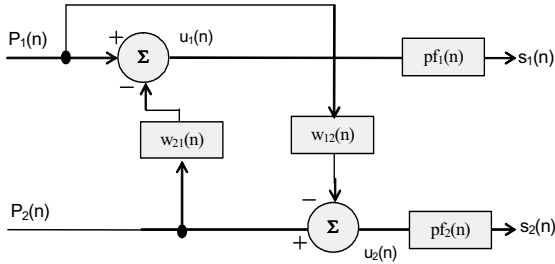 P₁(n) + Σ u₁(n) pf₁(n) s₁(n)
−
w₂₁(n) w₁₂(n)
−
P₂(n) + Σ u₂(n) pf₂(n) s₂(n)